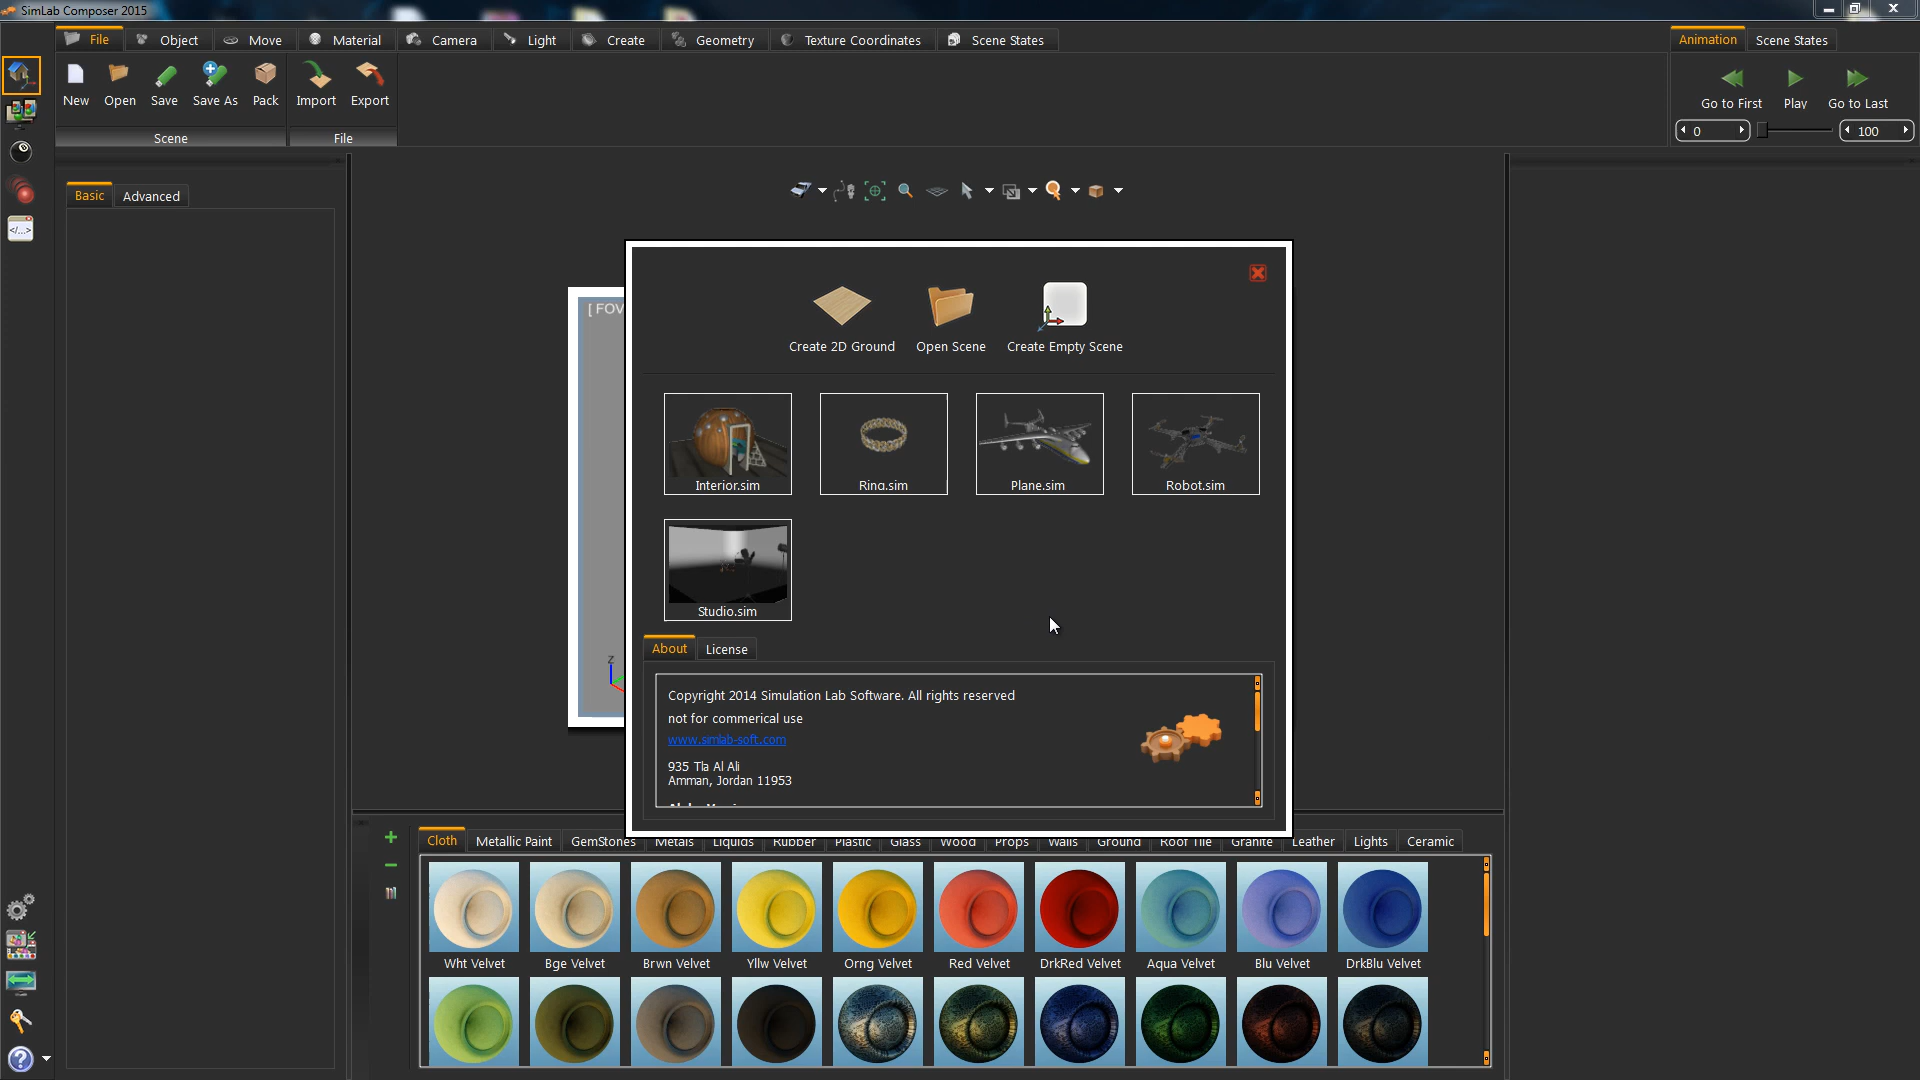 SimLab Composer 2015
File
Object
Move
Material
Camera
Light
Create
Geometry
Texture Coordinates
Scene States
Animation
Scene States
New
Open
Save
Save As
Pack
Import
Export
Go to First
Play
Go to Last
Scene
File
0
100
Basic
Advanced
[ FOV
Create 2D Ground
Open Scene
Create Empty Scene
Interior.sim
Ring.sim
Plane.sim
Robot.sim
Studio.sim
Z
About
License
Copyright 2014 Simulation Lab Software. All rights reserved
not for commerical use
www.simlab-soft.com
935 Tla Al Ali
Amman, Jordan 11953
Cloth
Metallic Paint
GemStones
Metals
Liquids
Rubber
Plastic
Glass
Wood
Props
Walls
Ground
Roof Tile
Granite
Leather
Lights
Ceramic
Wht Velvet
Bge Velvet
Brwn Velvet
Yllw Velvet
Orng Velvet
Red Velvet
DrkRed Velvet
Aqua Velvet
Blu Velvet
DrkBlu Velvet